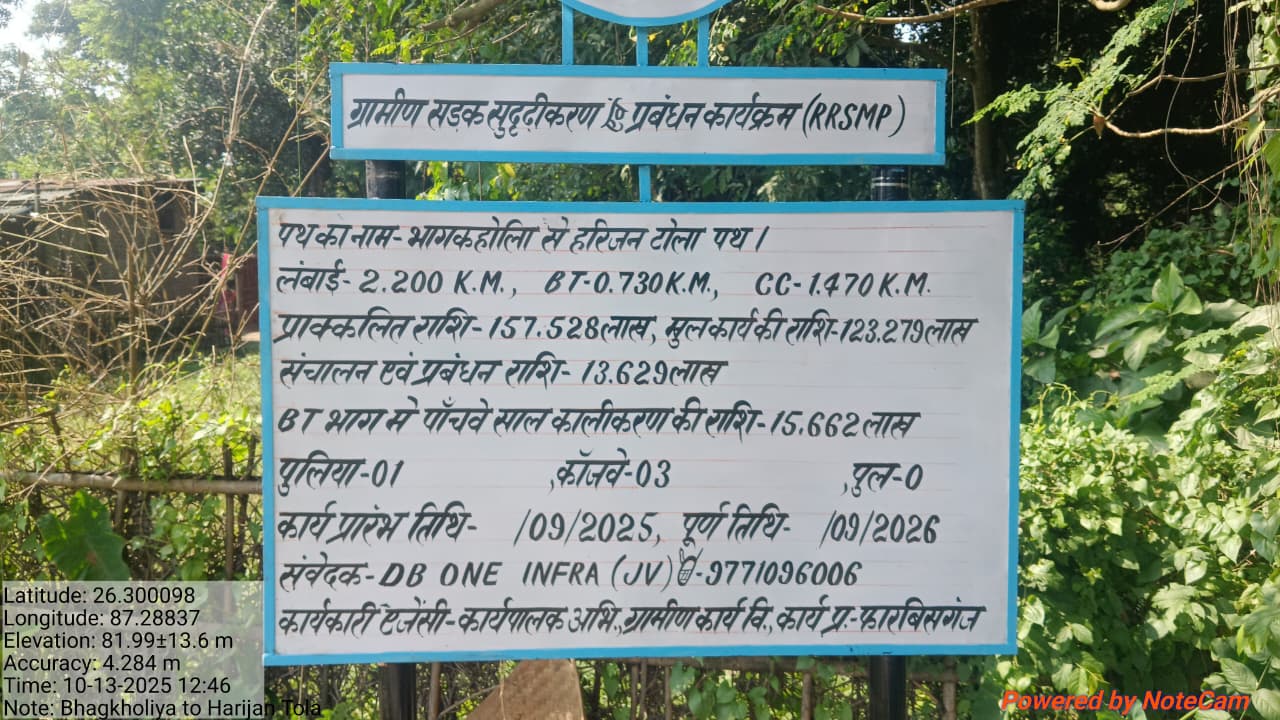 ग्रामीण सड़क सुदृढीकरण एवं प्रबंधन कार्यक्रम (RRSMP)
पथ का नाम- भागकहोलिा से हरिजन टोला पथ।
लंबाई- 2.200 K.M., BT-0.730K.M., CC- 1.470 K.M.
प्राक्कलित राशि- 157.528लाख, मुल कार्य की राशि-123.279लाख
संचालन एवं प्रबंधन राशि- 13.629लाख
BT भाग मे पाँचवे साल कालीकरण की राशि-15.662 लाख
पुलिया-01 ,कॉजवे-03 ,पुल-0
कार्य प्रारंभ तिथि- /09/2025, पूर्ण तिथि- /09/2026
संवेदक- DB ONE INFRA (JV) -9771096006
कार्यकारी एजेंसी-कार्यपालक अभि., ग्रामीण कार्य वि., कार्य प्र.-फारबिसगंज
Latitude: 26.300098
Longitude: 87.28837
Elevation: 81.99±13.6 m
Accuracy: 4.284 m
Time: 10-13-2025 12:46
Note: Bhagkholiya to Harijan Tola
Powered by NoteCam